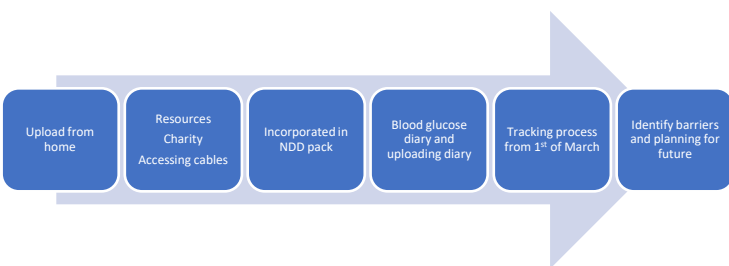 Upload from
home
Resources
Charity
Accessing cables
Incorporated in
NDD pack
Blood glucose
diary and
uploading diary
Tracking process
from 1st of March
Identify barriers
and planning for
future